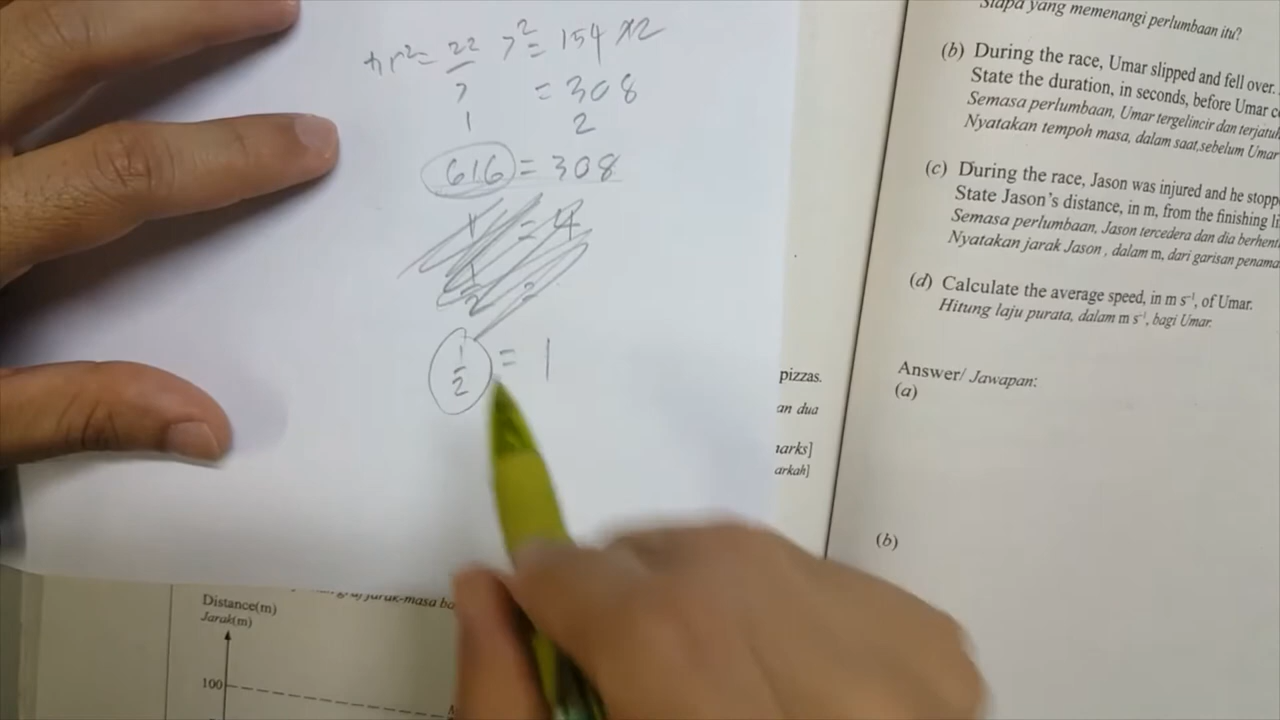 πr² = 22/7 7² = 154 x2
= 308
1 2
616 = 308
1/2 = 1
pizzas.
an dua
arks]
arkah]
Distance(m)
Jarak(m)
100
Siapa yang memenangi perlumbaan itu?
(b) During the race, Umar slipped and fell over.
State the duration, in seconds, before Umar c
Semasa perlumbaan, Umar tergelincir dan terjatu
Nyatakan tempoh masa, dalam saat,sebelum Umar
(c) During the race, Jason was injured and he stopp
State Jason's distance, in m, from the finishing li
Semasa perlumbaan, Jason tercedera dan dia berhent
Nyatakan jarak Jason , dalam m, dari garisan penama
(d) Calculate the average speed, in m s⁻¹, of Umar.
Hitung laju purata, dalam m s⁻¹, bagi Umar.
Answer/ Jawapan:
(a)
(b)